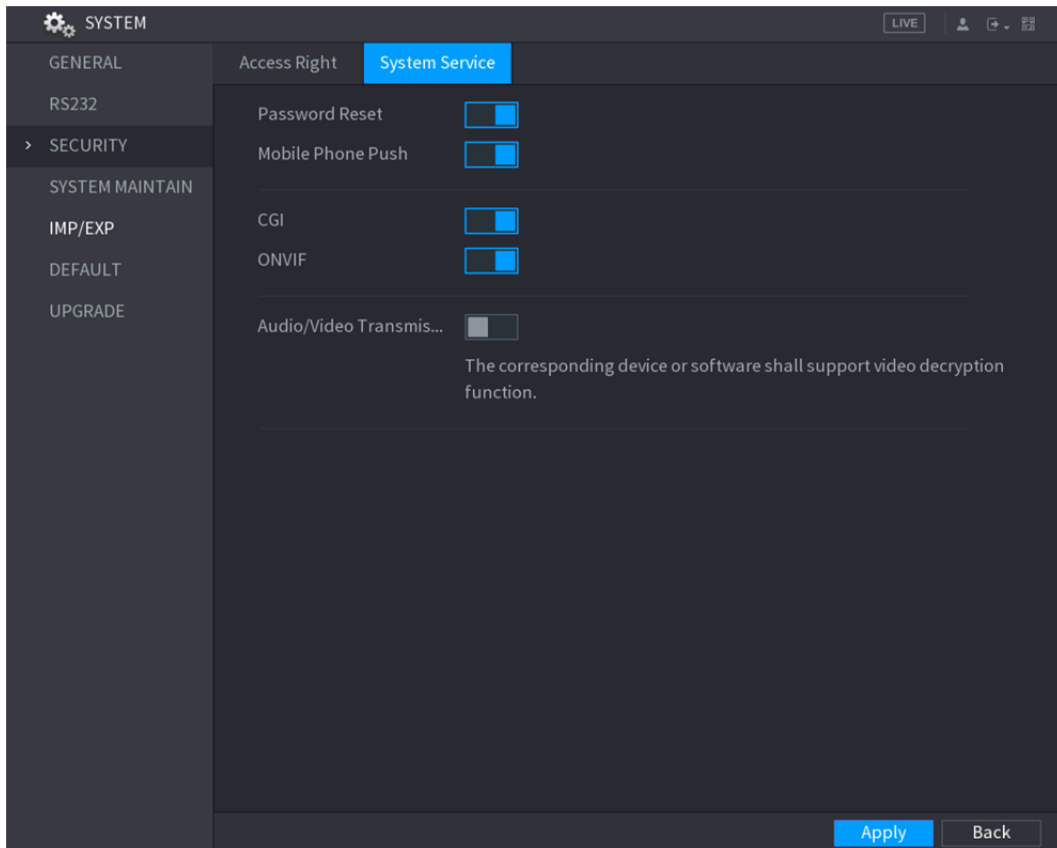 SYSTEM
LIVE
GENERAL
RS232
SECURITY
SYSTEM MAINTAIN
IMP/EXP
DEFAULT
UPGRADE
Access Right
System Service
Password Reset
Mobile Phone Push
CGI
ONVIF
Audio/Video Transmis...
The corresponding device or software shall support video decryption
function.
Apply
Back